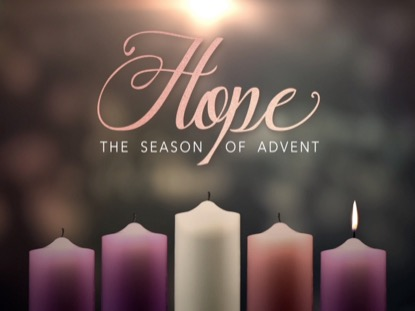 Hope
THE SEASON OF ADVENT